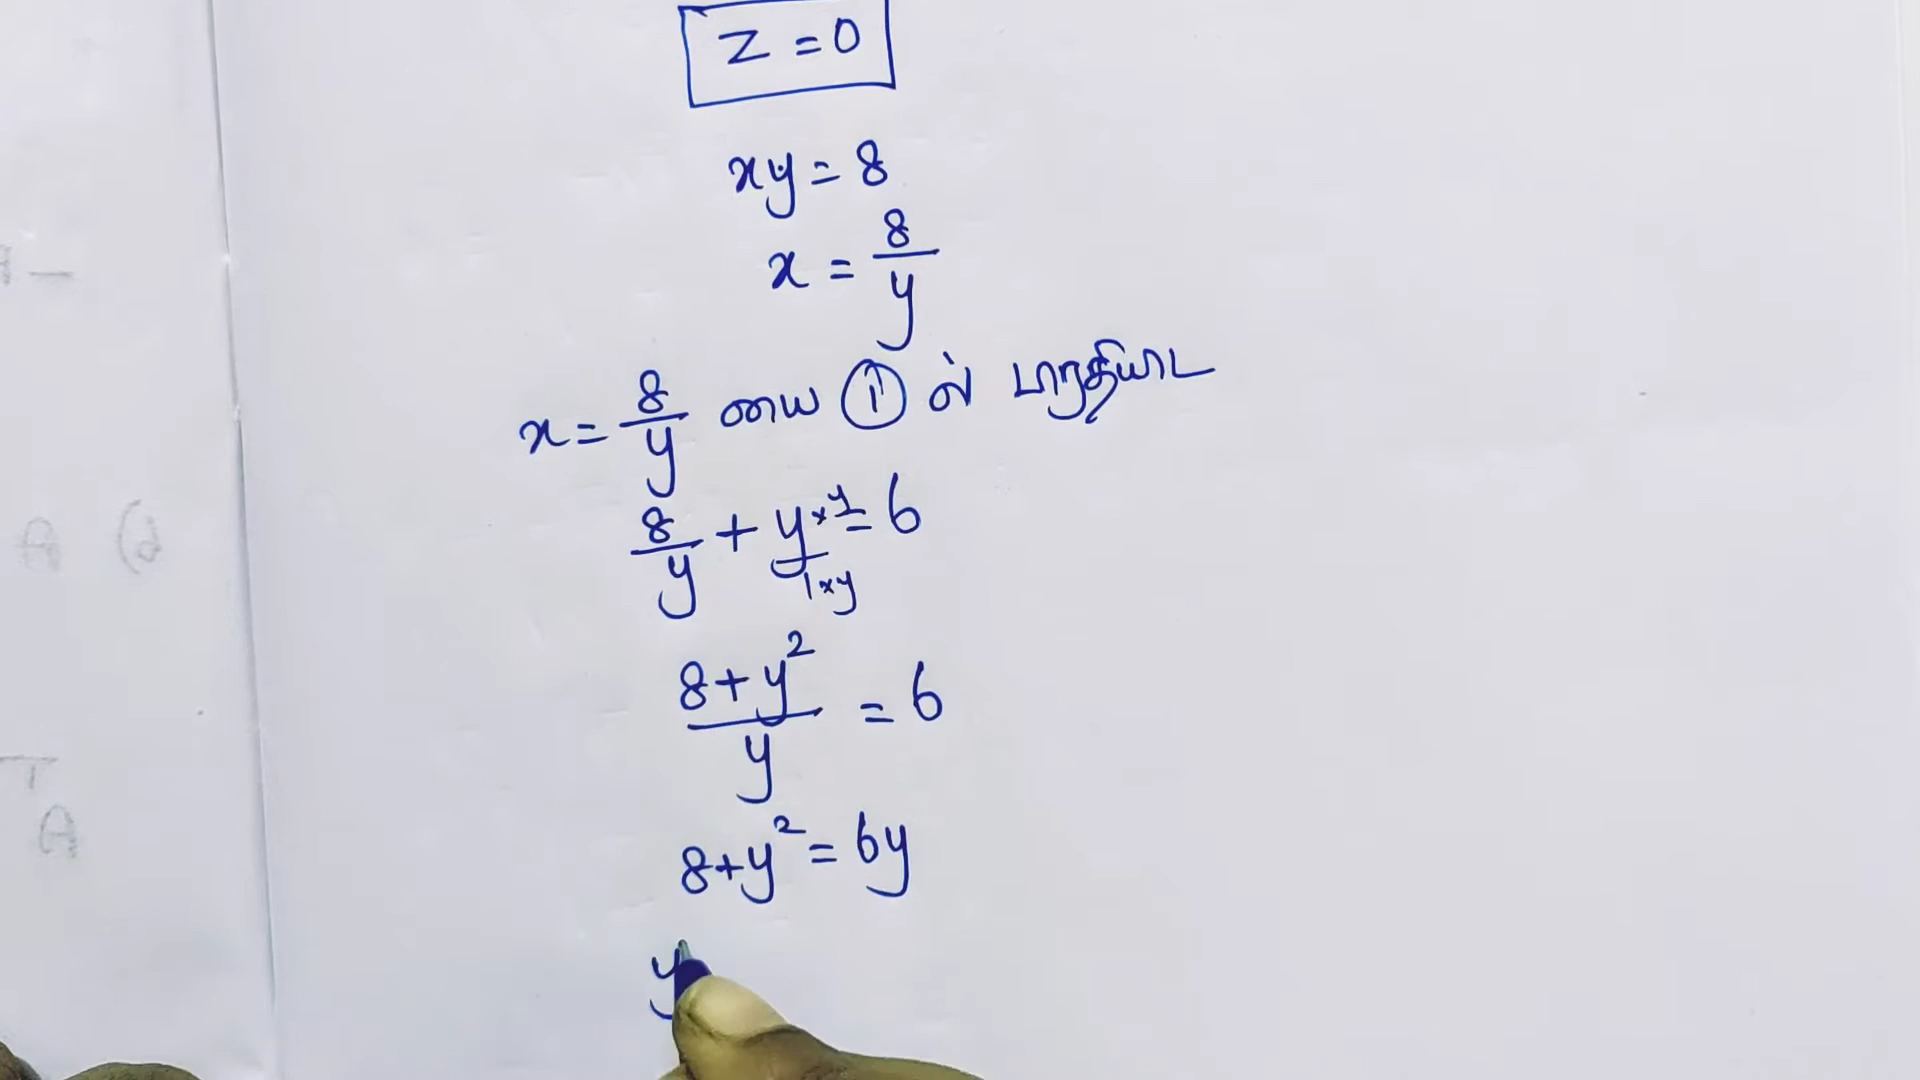 Z = 0
xy = 8
x = 8/y
x = 8/y யை ① ல் பிரதியிட
8/y + y×y/1×y = 6
8+y²/y = 6
8+y² = 6y
y